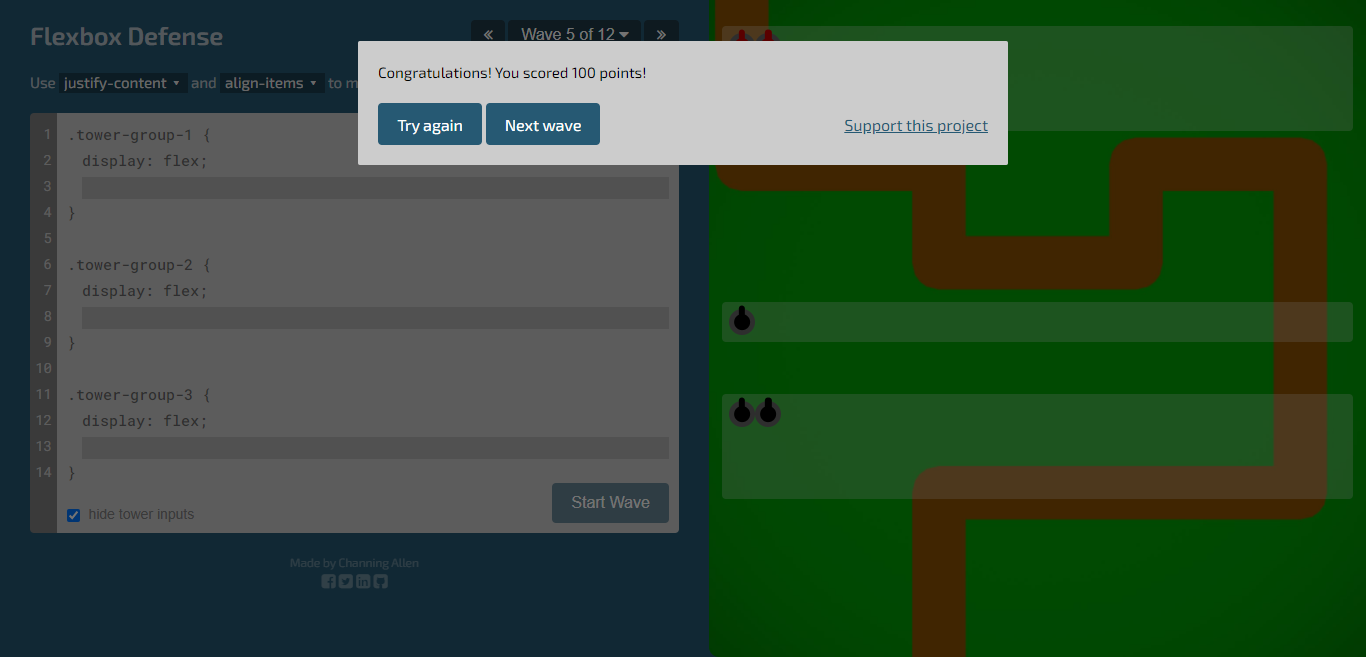 Flexbox Defense
« Wave 5 of 12 »
Congratulations! You scored 100 points!
Use justify-content and align-items to m
Try again Next wave Support this project
1 .tower-group-1 {
2 display: flex;
3
4 }
5
6 .tower-group-2 {
7 display: flex;
8
9 }
10
11 .tower-group-3 {
12 display: flex;
13
14 }
Start Wave
hide tower inputs
Made by Channing Allen